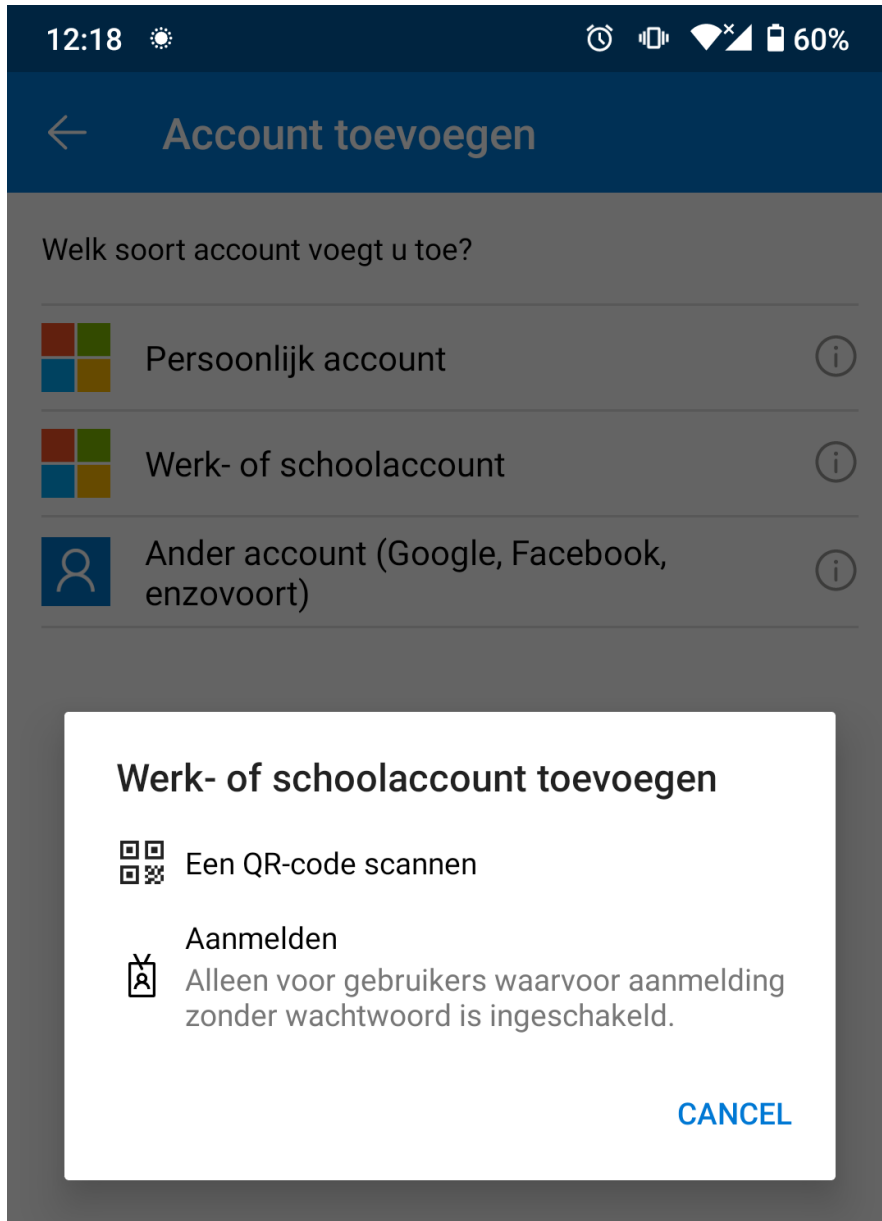 12:18
60%
Account toevoegen
Welk soort account voegt u toe?
Persoonlijk account
Werk- of schoolaccount
Ander account (Google, Facebook,
enzovoort)
Werk- of schoolaccount toevoegen
Een QR-code scannen
Aanmelden
Alleen voor gebruikers waarvoor aanmelding
zonder wachtwoord is ingeschakeld.
CANCEL